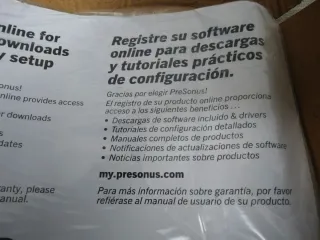 nline for
ownloads
y setup
eSonus!
nline provides access
r downloads
s
dates
ranty, please
manual.
Registre su software
online para descargas
y tutoriales prácticos
de configuración.
Gracias por elegir PreSonus!
El registro de su producto online proporciona
acceso a los siguientes beneficios ...
• Descargas de software incluido & drivers
• Tutoriales de configuración detallados
• Manuales completos de productos
• Notificaciones de actualizaciones de software
• Noticias importantes sobre productos
my.presonus.com
Para más información sobre garantía, por favor
refiérase al manual de usuario de su producto.